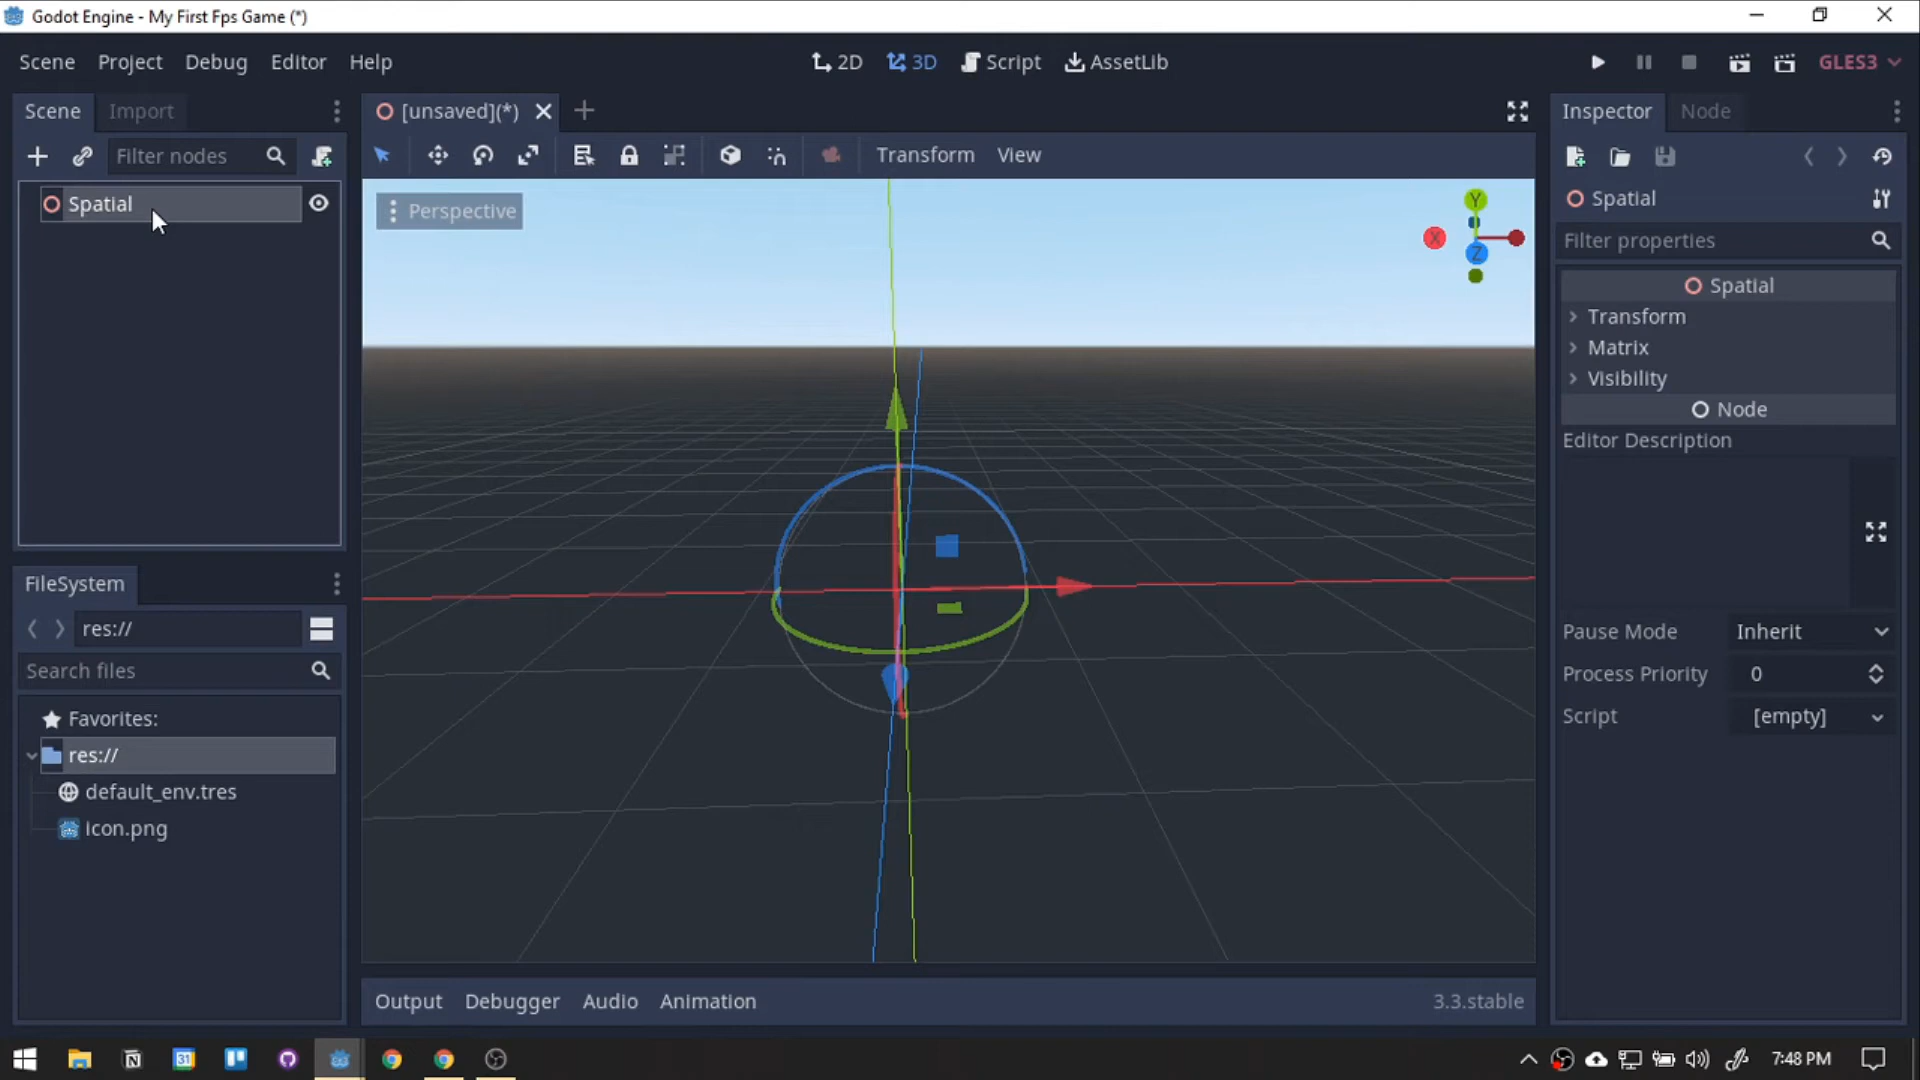 Godot Engine - My First Fps Game (*)
Scene Project Debug Editor Help
2D 3D Script AssetLib
GLES3
Scene Import
[unsaved](*)
Inspector Node
Filter nodes
Transform View
Spatial
Perspective
Y
X
Z
Spatial
Filter properties
Spatial
Transform
Matrix
Visibility
Node
Editor Description
FileSystem
res://
Search files
Favorites:
res://
default_env.tres
icon.png
Pause Mode Inherit
Process Priority 0
Script [empty]
Output Debugger Audio Animation
3.3.stable
31
7:48 PM